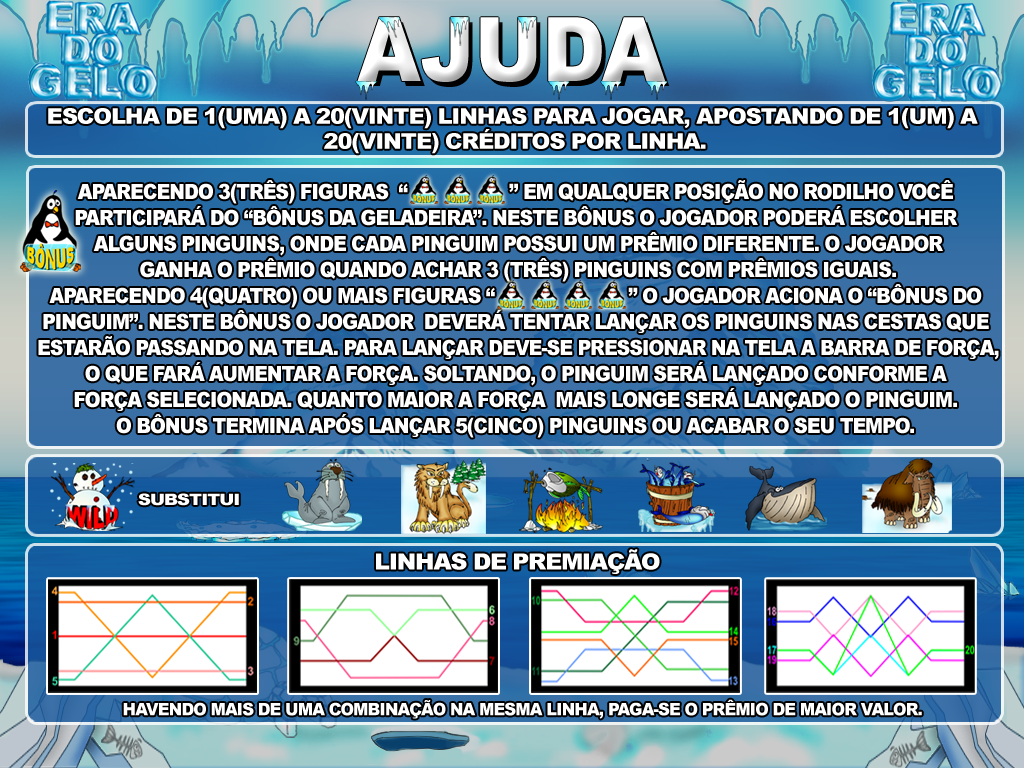 ERA DO GELO
AJUDA
ERA DO GELO
ESCOLHA DE 1(UMA) A 20(VINTE) LINHAS PARA JOGAR, APOSTANDO DE 1(UM) A
20(VINTE) CRÉDITOS POR LINHA.
APARECENDO 3(TRÊS) FIGURAS “ BÔNUS BÔNUS BÔNUS ” EM QUALQUER POSIÇÃO NO RODILHO VOCÊ
PARTICIPARÁ DO “BÔNUS DA GELADEIRA”. NESTE BÔNUS O JOGADOR PODERÁ ESCOLHER
BÔNUS
ALGUNS PINGUINS, ONDE CADA PINGUIM POSSUI UM PRÊMIO DIFERENTE. O JOGADOR
GANHA O PRÊMIO QUANDO ACHAR 3 (TRÊS) PINGUINS COM PRÊMIOS IGUAIS.
APARECENDO 4(QUATRO) OU MAIS FIGURAS “ BÔNUS BÔNUS BÔNUS BÔNUS ” O JOGADOR ACIONA O “BÔNUS DO
PINGUIM”. NESTE BÔNUS O JOGADOR DEVERÁ TENTAR LANÇAR OS PINGUINS NAS CESTAS QUE
ESTARÃO PASSANDO NA TELA. PARA LANÇAR DEVE-SE PRESSIONAR NA TELA A BARRA DE FORÇA,
O QUE FARÁ AUMENTAR A FORÇA. SOLTANDO, O PINGUIM SERÁ LANÇADO CONFORME A
FORÇA SELECIONADA. QUANTO MAIOR A FORÇA MAIS LONGE SERÁ LANÇADO O PINGUIM.
O BÔNUS TERMINA APÓS LANÇAR 5(CINCO) PINGUINS OU ACABAR O SEU TEMPO.
WILD
SUBSTITUI
LINHAS DE PREMIAÇÃO
4 2
1
5 3
6
8
9
7
12
10
14
15
11
13
18
16
17 20
19
HAVENDO MAIS DE UMA COMBINAÇÃO NA MESMA LINHA, PAGA-SE O PRÊMIO DE MAIOR VALOR.